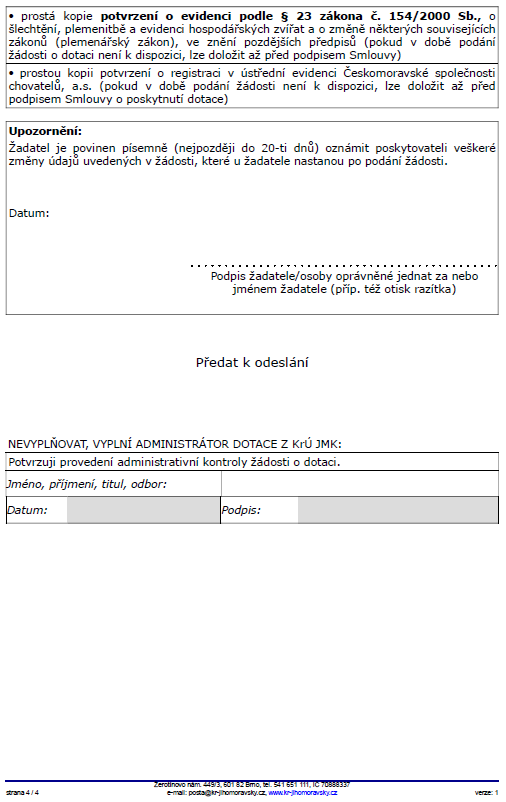 • prostá kopie potvrzení o evidenci podle § 23 zákona č. 154/2000 Sb., o
šlechtění, plemenitbě a evidenci hospodářských zvířat a o změně některých souvisejících
zákonů (plemenářský zákon), ve znění pozdějších předpisů (pokud v době podání
žádosti o dotaci není k dispozici, lze doložit až před podpisem Smlouvy)
• prostou kopii potvrzení o registraci v ústřední evidenci Českomoravské společnosti
chovatelů, a.s. (pokud v době podání žádosti není k dispozici, lze doložit až před
podpisem Smlouvy o poskytnutí dotace)
Upozornění:
Žadatel je povinen písemně (nejpozději do 20-ti dnů) oznámit poskytovateli veškeré
změny údajů uvedených v žádosti, které u žadatele nastanou po podání žádosti.
Datum:
Podpis žadatele/osoby oprávněné jednat za nebo
jménem žadatele (příp. též otisk razítka)
Předat k odeslání
NEVYPLŇOVAT, VYPLNÍ ADMINISTRÁTOR DOTACE Z KrÚ JMK:
Potvrzuji provedení administrativní kontroly žádosti o dotaci.
Jméno, příjmení, titul, odbor:
Datum: Podpis:
Žerotínovo nám. 449/3, 601 82 Brno, tel. 541 651 111, IČ 70888337
strana 4 / 4 e-mail: posta@kr-jihomoravsky.cz, www.kr-jihomoravsky.cz verze: 1